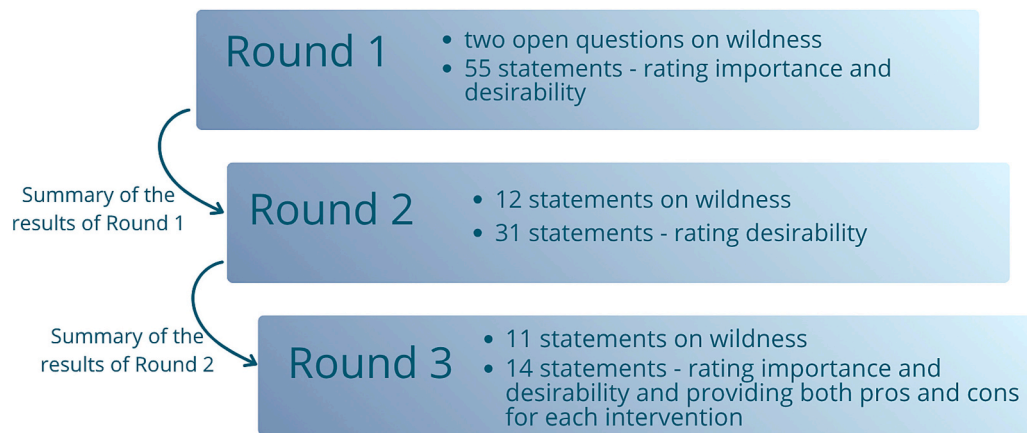 Round 1
• two open questions on wildness
• 55 statements - rating importance and
desirability
Summary of the
results of Round 1
Round 2
• 12 statements on wildness
• 31 statements - rating desirability
Summary of the
results of Round 2
Round 3
• 11 statements on wildness
• 14 statements - rating importance and
desirability and providing both pros and cons
for each intervention